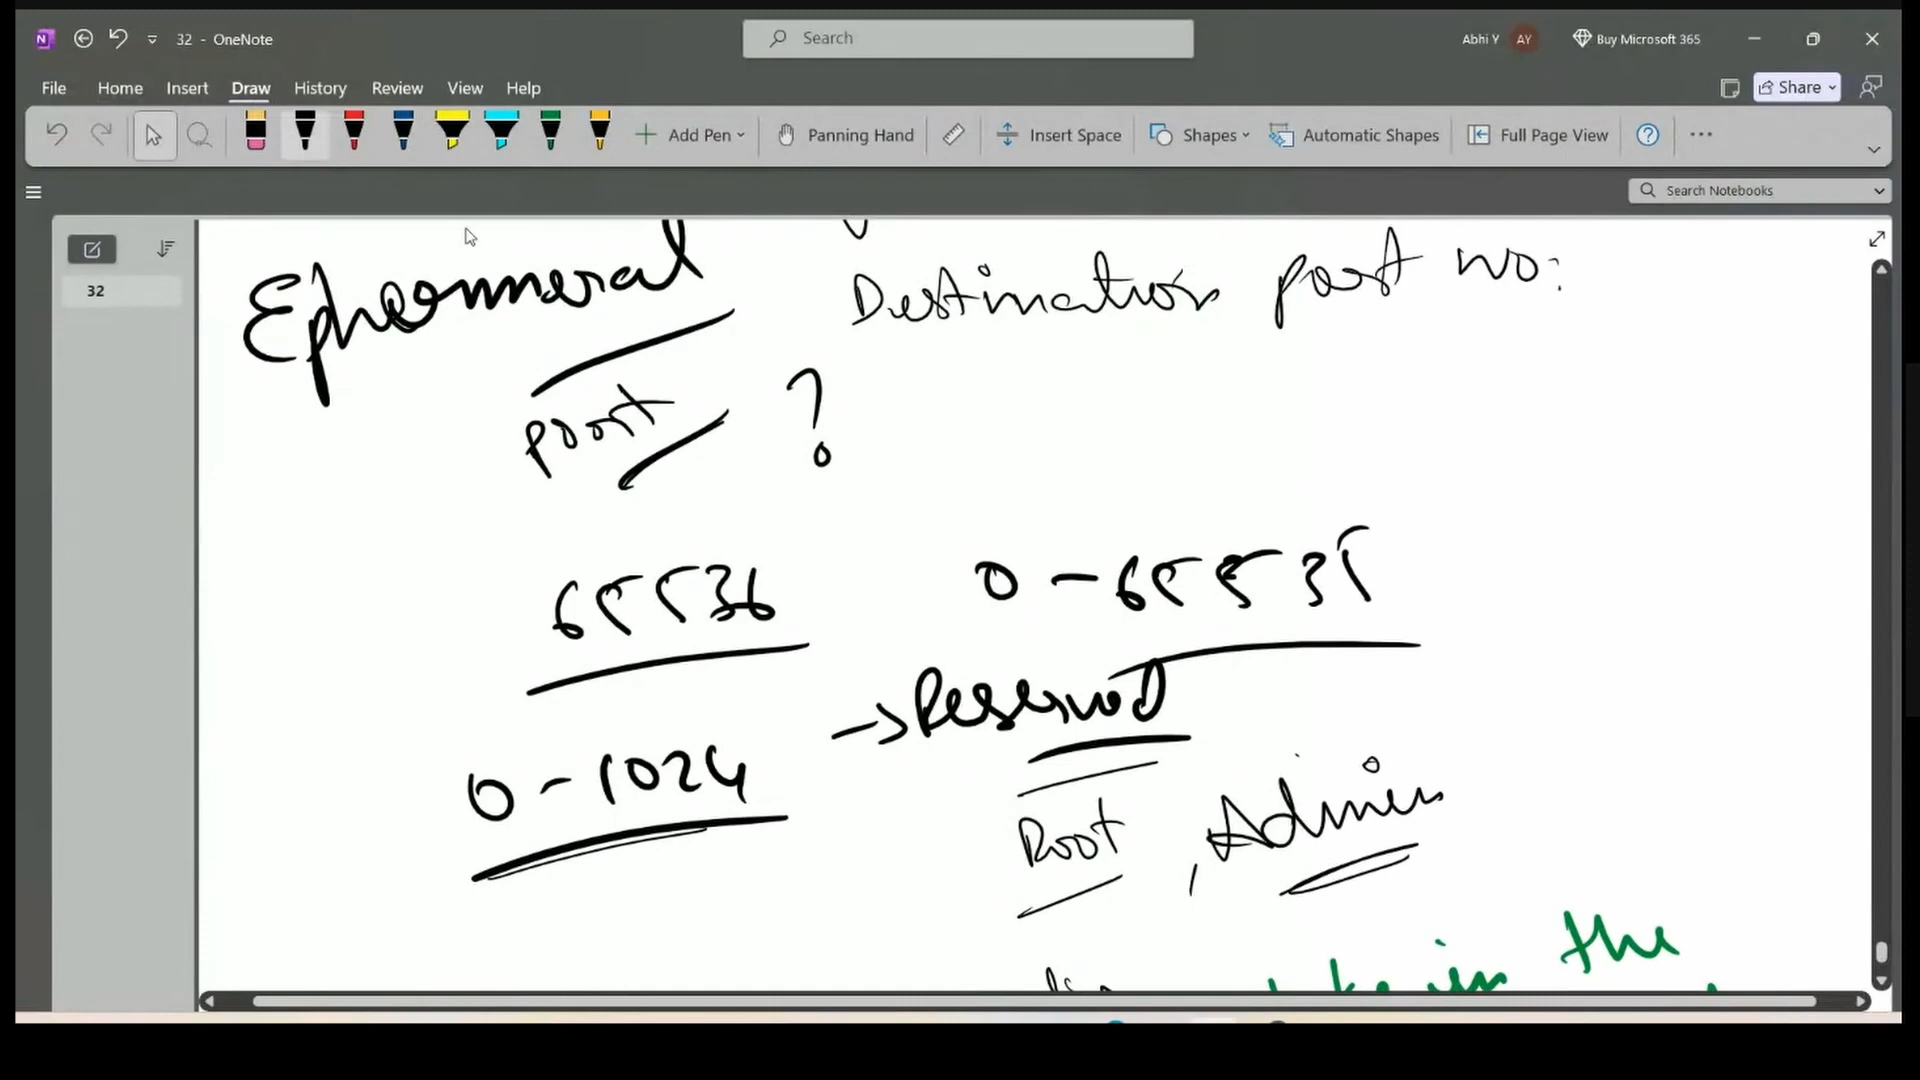 32 - OneNote
Search
Abhi Y AY
Buy Microsoft 365
File Home Insert Draw History Review View Help
Share
Add Pen
Panning Hand
Insert Space
Shapes
Automatic Shapes
Full Page View
Search Notebooks
32
Epheomneral
Destination port no:
port ?
65536
0 - 65535
0 - 1024
→ Reserved
Root, Admin
the
in